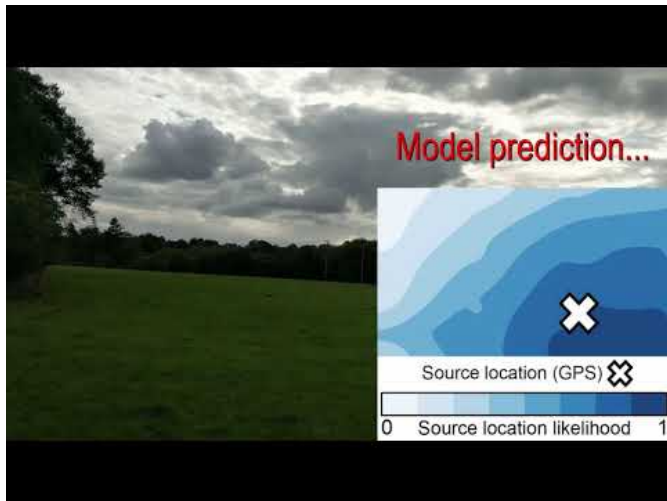 Model prediction...
Source location (GPS)
0 Source location likelihood 1